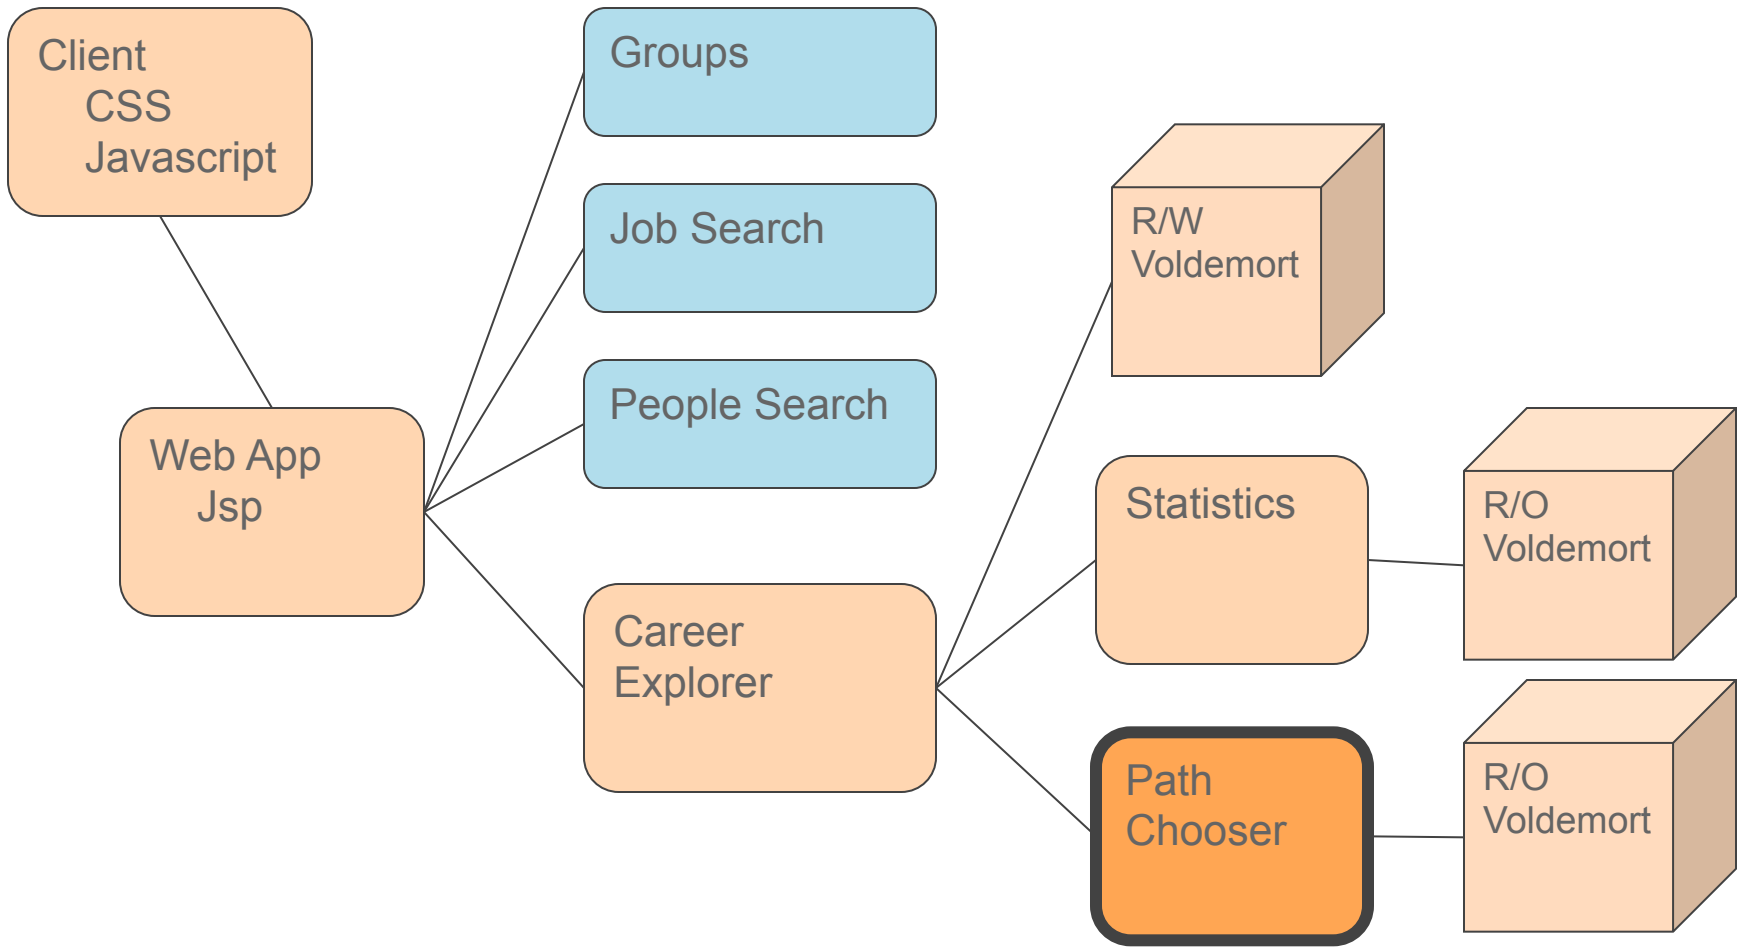 Client
CSS
Javascript
Groups
Job Search
People Search
Web App
Jsp
Career
Explorer
R/W
Voldemort
Statistics
R/O
Voldemort
Path
Chooser
R/O
Voldemort